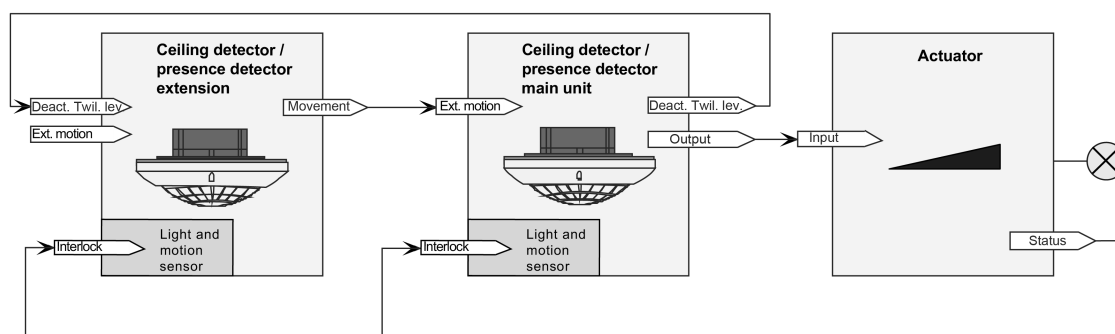 Ceiling detector /
presence detector
extension
Deact. Twil. lev.
Ext. motion
Movement
Interlock
Light and
motion
sensor
Ceiling detector /
presence detector
main unit
Ext. motion
Deact. Twil. lev.
Output
Interlock
Light and
motion
sensor
Actuator
Input
Status